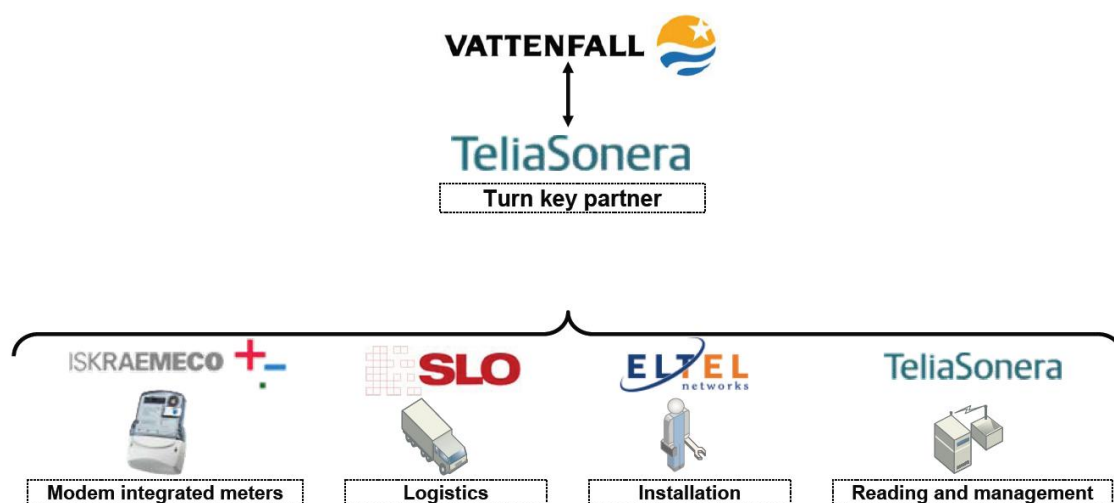 VATTENFALL
TeliaSonera
Turn key partner
ISKRAEMECO
SLO
ELTEL
networks
TeliaSonera
Modem integrated meters
Logistics
Installation
Reading and management